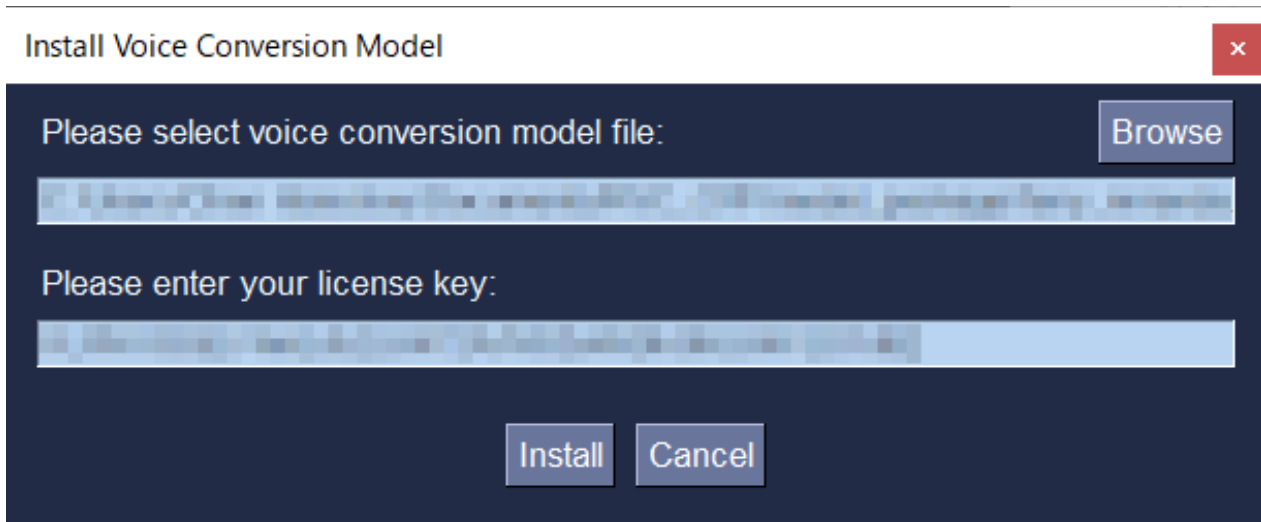 Install Voice Conversion Model
Please select voice conversion model file:
Browse
Please enter your license key:
Install
Cancel